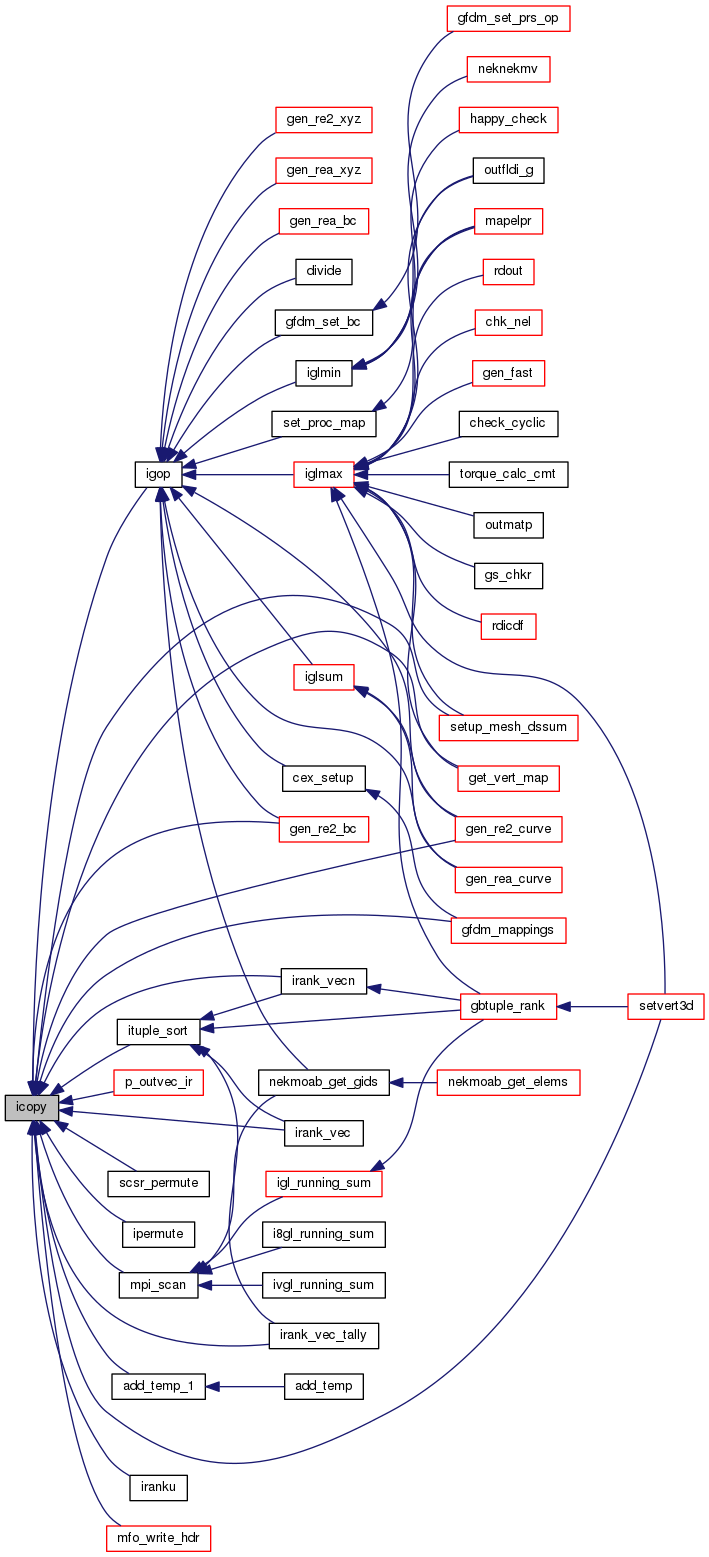 gfdm_set_prs_op
neknekmv
gen_re2_xyz
happy_check
gen_rea_xyz
outfldi_g
gen_rea_bc
mapelpr
divide
rdout
gfdm_set_bc
chk_nel
iglmin
gen_fast
set_proc_map
check_cyclic
igop
iglmax
torque_calc_cmt
outmatp
gs_chkr
rdicdf
iglsum
setup_mesh_dssum
cex_setup
get_vert_map
gen_re2_bc
gen_re2_curve
gen_rea_curve
gfdm_mappings
irank_vecn
gbtuple_rank
setvert3d
ituple_sort
p_outvec_ir
nekmoab_get_gids
nekmoab_get_elems
icopy
irank_vec
scsr_permute
igl_running_sum
ipermute
i8gl_running_sum
mpi_scan
ivgl_running_sum
irank_vec_tally
add_temp_1
add_temp
iranku
mfo_write_hdr